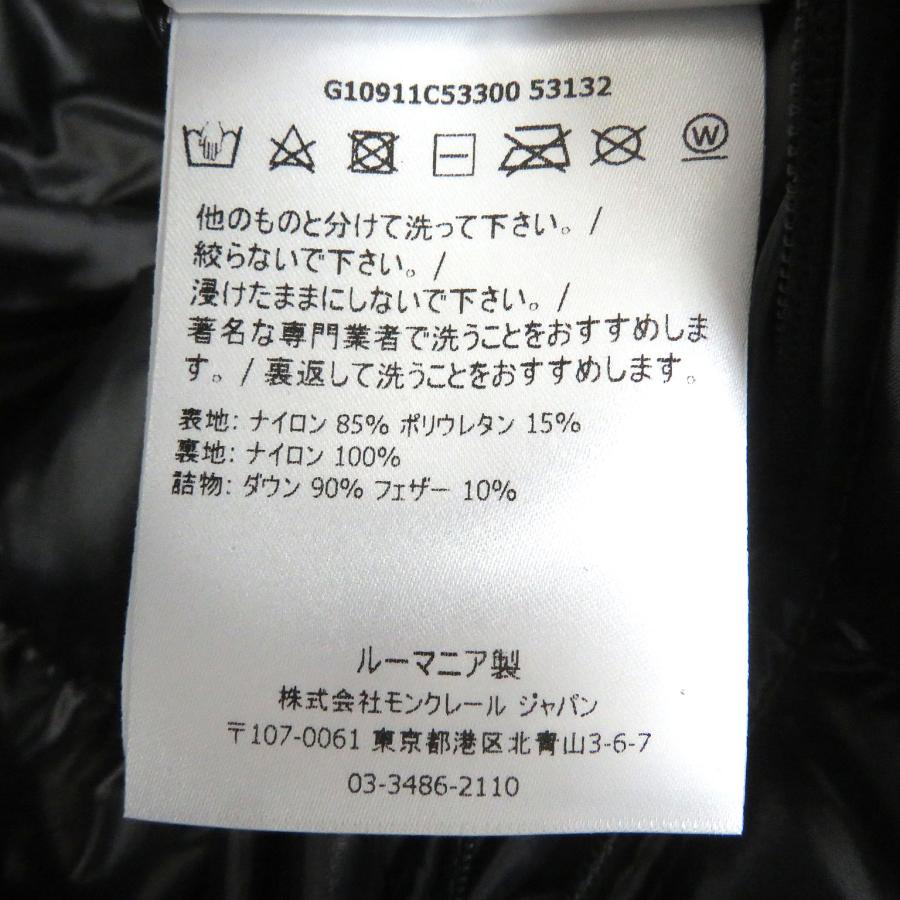 G10911C53300 53132
W
他のものと分けて洗って下さい。/
絞らないで下さい。/
浸けたままにしないで下さい。/
著名な専門業者で洗うことをおすすめしま
す。/ 裏返して洗うことをおすすめします。
表地: ナイロン 85% ポリウレタン 15%
裏地: ナイロン 100%
詰物: ダウン 90% フェザー 10%
ルーマニア製
株式会社モンクレール ジャパン
〒107-0061 東京都港区北青山3-6-7
03-3486-2110